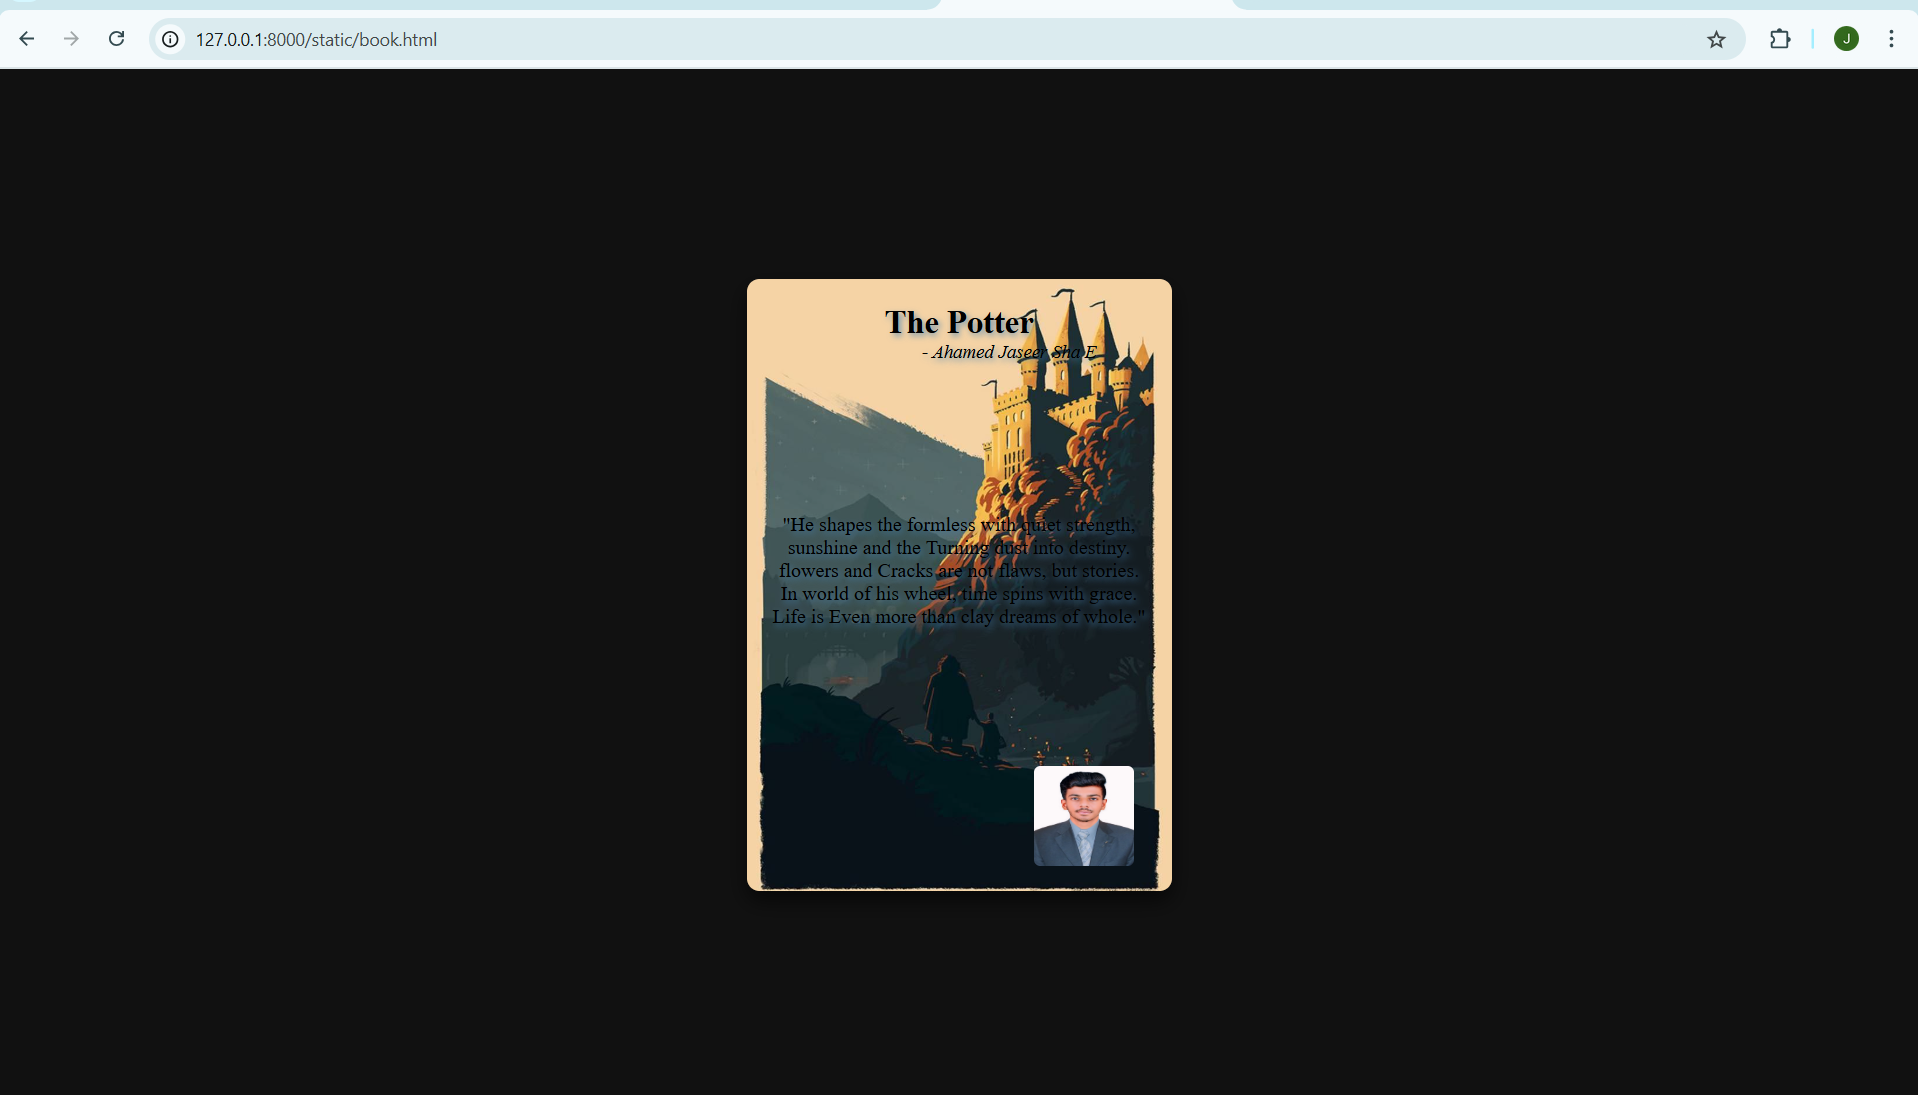 127.0.0.1:8000/static/book.html
J
The Potter
- Ahamed Jaseer Sha E
"He shapes the formless with quiet strength,
sunshine and the Turning dust into destiny.
flowers and Cracks are not flaws, but stories.
In world of his wheel, time spins with grace.
Life is Even more than clay dreams of whole."